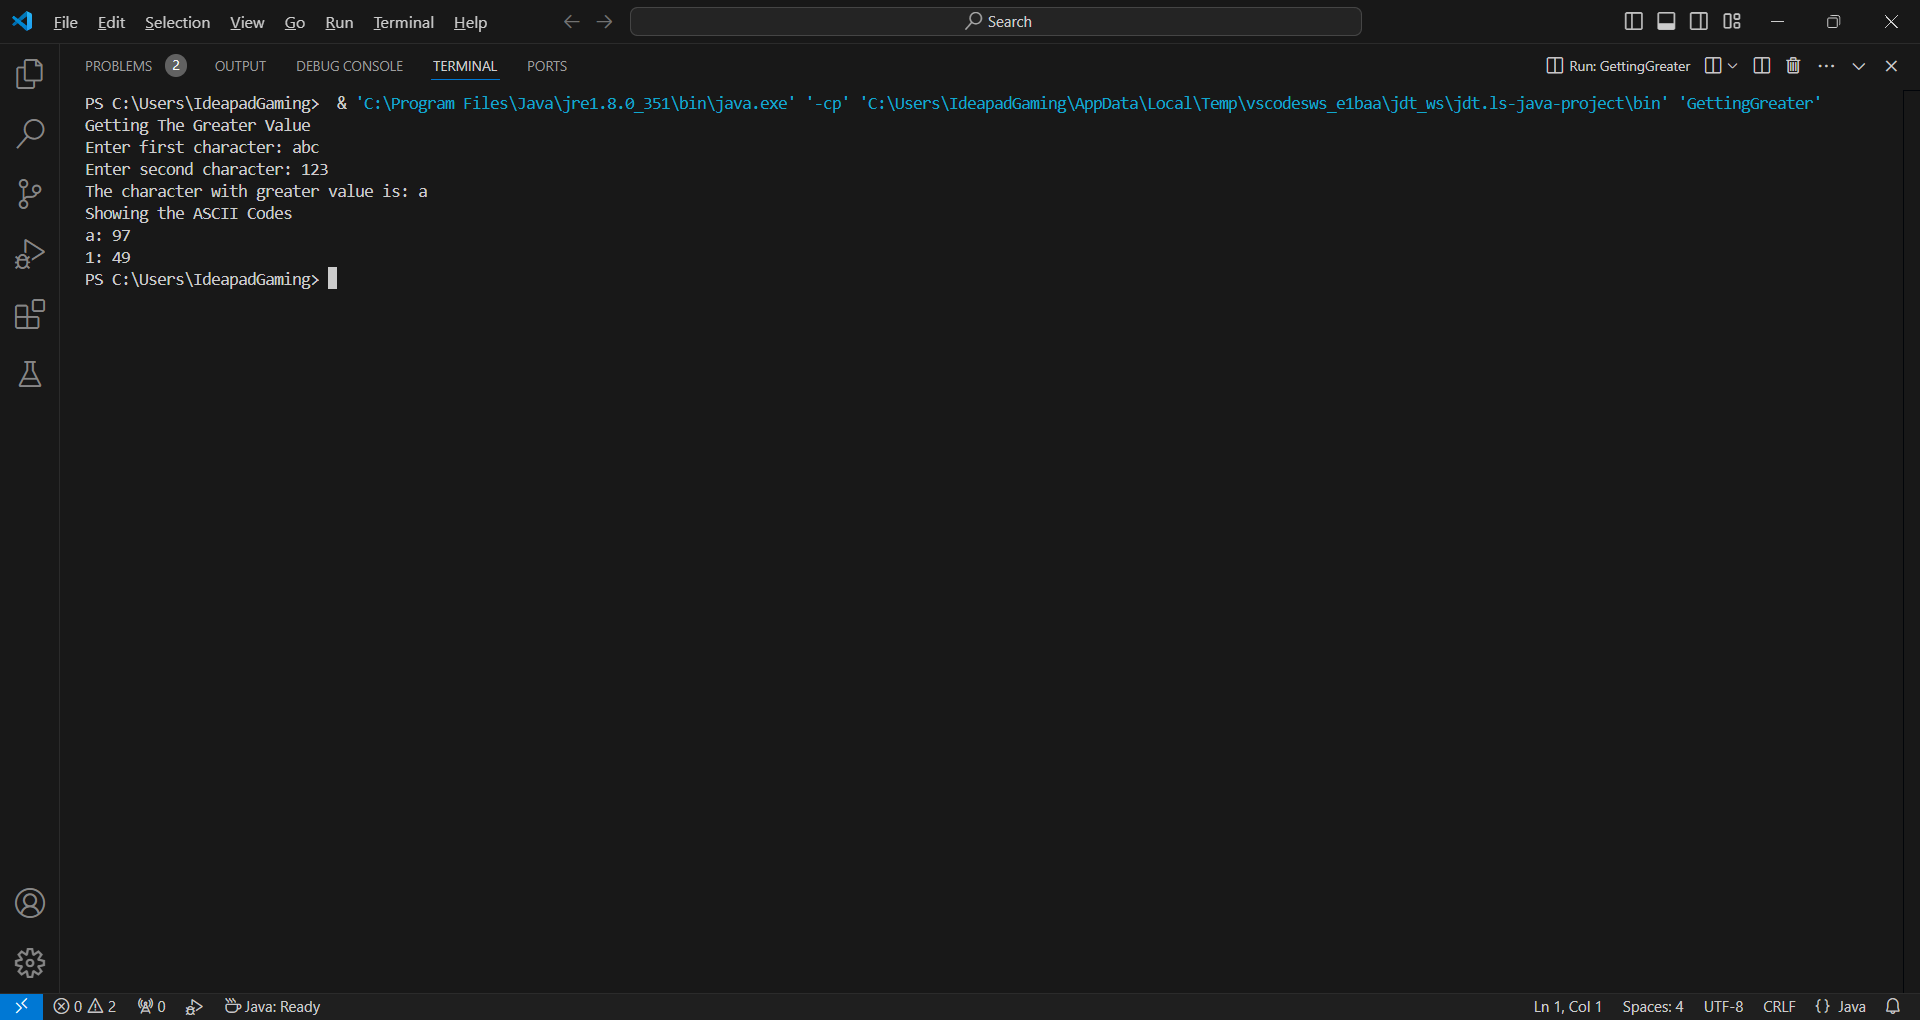 File Edit Selection View Go Run Terminal Help Search
PROBLEMS 2 OUTPUT DEBUG CONSOLE TERMINAL PORTS Run: GettingGreater
PS C:\Users\IdeapadGaming>  & 'C:\Program Files\Java\jre1.8.0_351\bin\java.exe' '-cp' 'C:\Users\IdeapadGaming\AppData\Local\Temp\vscodesws_e1baa\jdt_ws\jdt.ls-java-project\bin' 'GettingGreater'
Getting The Greater Value
Enter first character: abc
Enter second character: 123
The character with greater value is: a
Showing the ASCII Codes
a: 97
1: 49
PS C:\Users\IdeapadGaming>
0 2 0 Java: Ready Ln 1, Col 1 Spaces: 4 UTF-8 CRLF {} Java